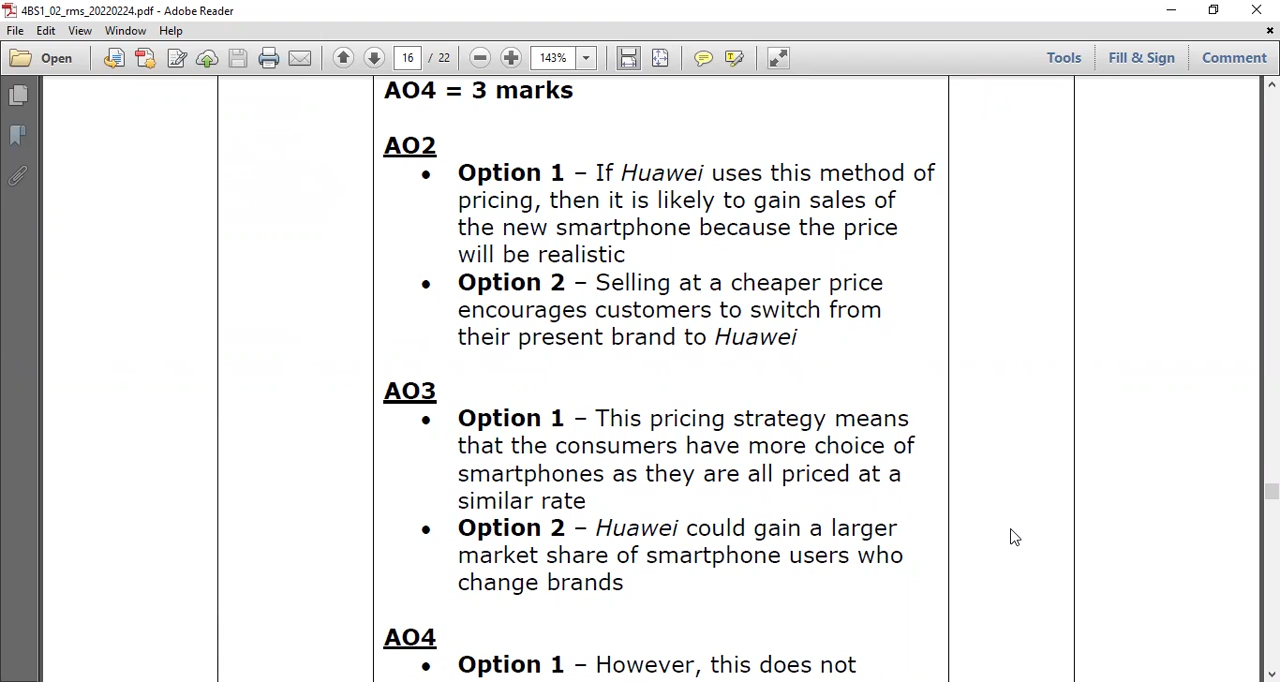 4BS1_02_rms_20220224.pdf - Adobe Reader
File Edit View Window Help
Open 16 / 22 143% Tools Fill & Sign Comment
AO4 = 3 marks
AO2
• Option 1 – If Huawei uses this method of
pricing, then it is likely to gain sales of
the new smartphone because the price
will be realistic
• Option 2 – Selling at a cheaper price
encourages customers to switch from
their present brand to Huawei
AO3
• Option 1 – This pricing strategy means
that the consumers have more choice of
smartphones as they are all priced at a
similar rate
• Option 2 – Huawei could gain a larger
market share of smartphone users who
change brands
AO4
• Option 1 – However, this does not